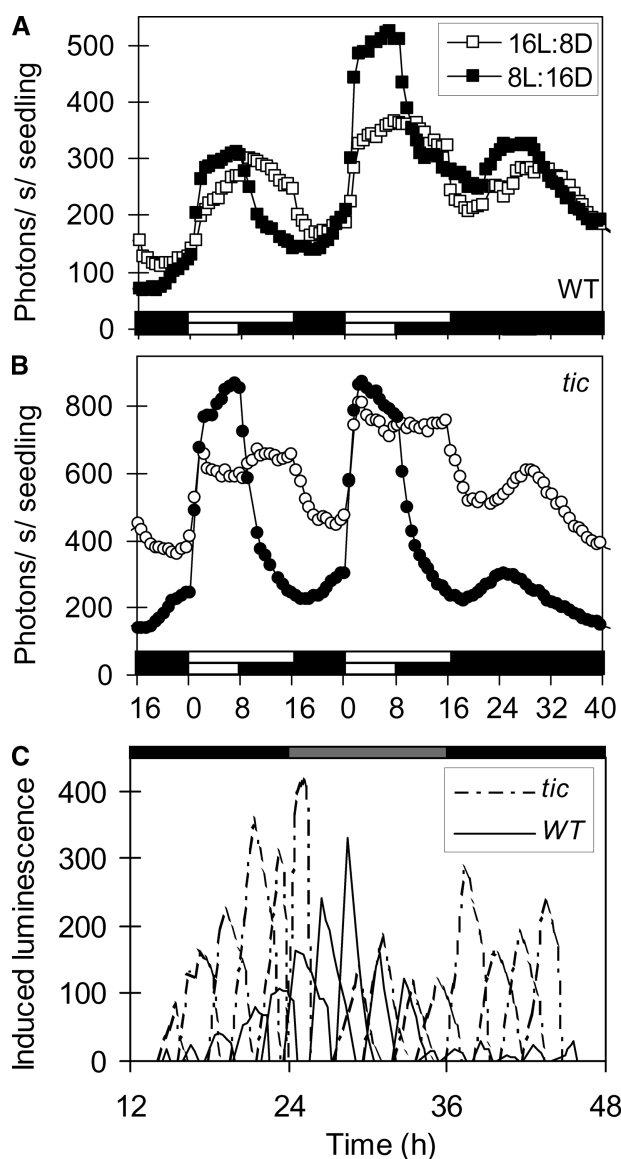 A
500
400
300
200
100
0
Photons/ s/ seedling
16L:8D
8L:16D
WT
B
800
600
400
200
0
Photons/ s/ seedling
tic
16 0 8 16 0 8 16 24 32 40
C
400
300
200
100
0
Induced luminescence
tic
WT
12 24 36 48
Time (h)